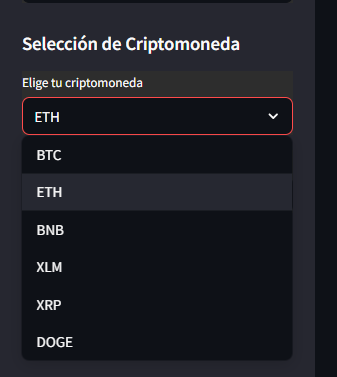 Selección de Criptomoneda
Elige tu criptomoneda
ETH
BTC
ETH
BNB
XLM
XRP
DOGE